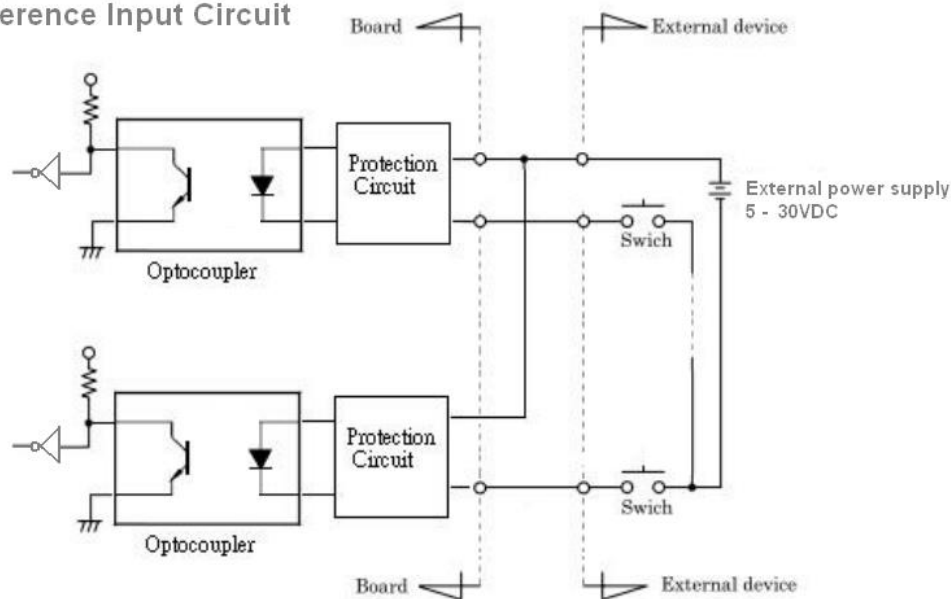 erence Input Circuit
Board
External device
Protection
Circuit
External power supply
5 - 30VDC
Swich
Optocoupler
Protection
Circuit
Swich
Optocoupler
Board
External device